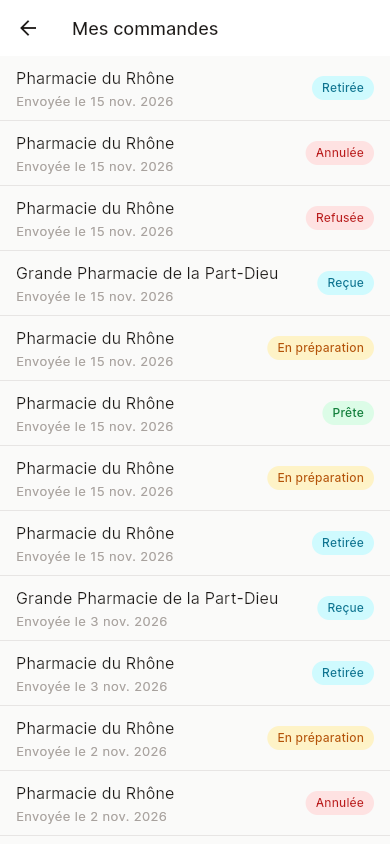 Mes commandes
Pharmacie du Rhône
Retirée
Envoyée le 15 nov. 2026
Pharmacie du Rhône
Annulée
Envoyée le 15 nov. 2026
Pharmacie du Rhône
Refusée
Envoyée le 15 nov. 2026
Grande Pharmacie de la Part-Dieu
Reçue
Envoyée le 15 nov. 2026
Pharmacie du Rhône
En préparation
Envoyée le 15 nov. 2026
Pharmacie du Rhône
Prête
Envoyée le 15 nov. 2026
Pharmacie du Rhône
En préparation
Envoyée le 15 nov. 2026
Pharmacie du Rhône
Retirée
Envoyée le 15 nov. 2026
Grande Pharmacie de la Part-Dieu
Reçue
Envoyée le 3 nov. 2026
Pharmacie du Rhône
Retirée
Envoyée le 3 nov. 2026
Pharmacie du Rhône
En préparation
Envoyée le 2 nov. 2026
Pharmacie du Rhône
Annulée
Envoyée le 2 nov. 2026